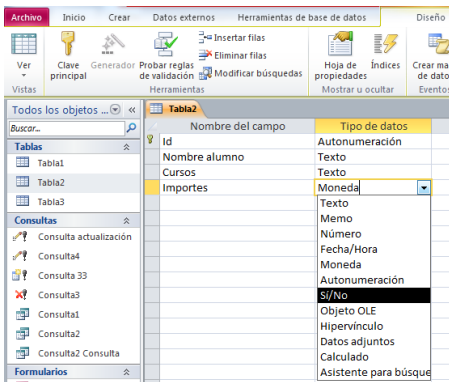 Archivo Inicio Crear Datos externos Herramientas de base de datos Diseño
Ver
Clave principal
Generador
Probar reglas de validación
Insertar filas
Eliminar filas
Modificar búsquedas
Hoja de propiedades
Índices
Crear ma
de dato
Vistas Herramientas Mostrar u ocultar Eventos
Todos los objetos ... «
Buscar...
Tablas
Tabla1
Tabla2
Tabla3
Consultas
Consulta actualización
Consulta4
Consulta 33
Consulta3
Consulta1
Consulta2
Consulta2 Consulta
Formularios
Tabla2
Nombre del campo Tipo de datos
Id Autonumeración
Nombre alumno Texto
Cursos Texto
Importes Moneda
Texto
Memo
Número
Fecha/Hora
Moneda
Autonumeración
Sí/No
Objeto OLE
Hipervínculo
Datos adjuntos
Calculado
Asistente para búsque